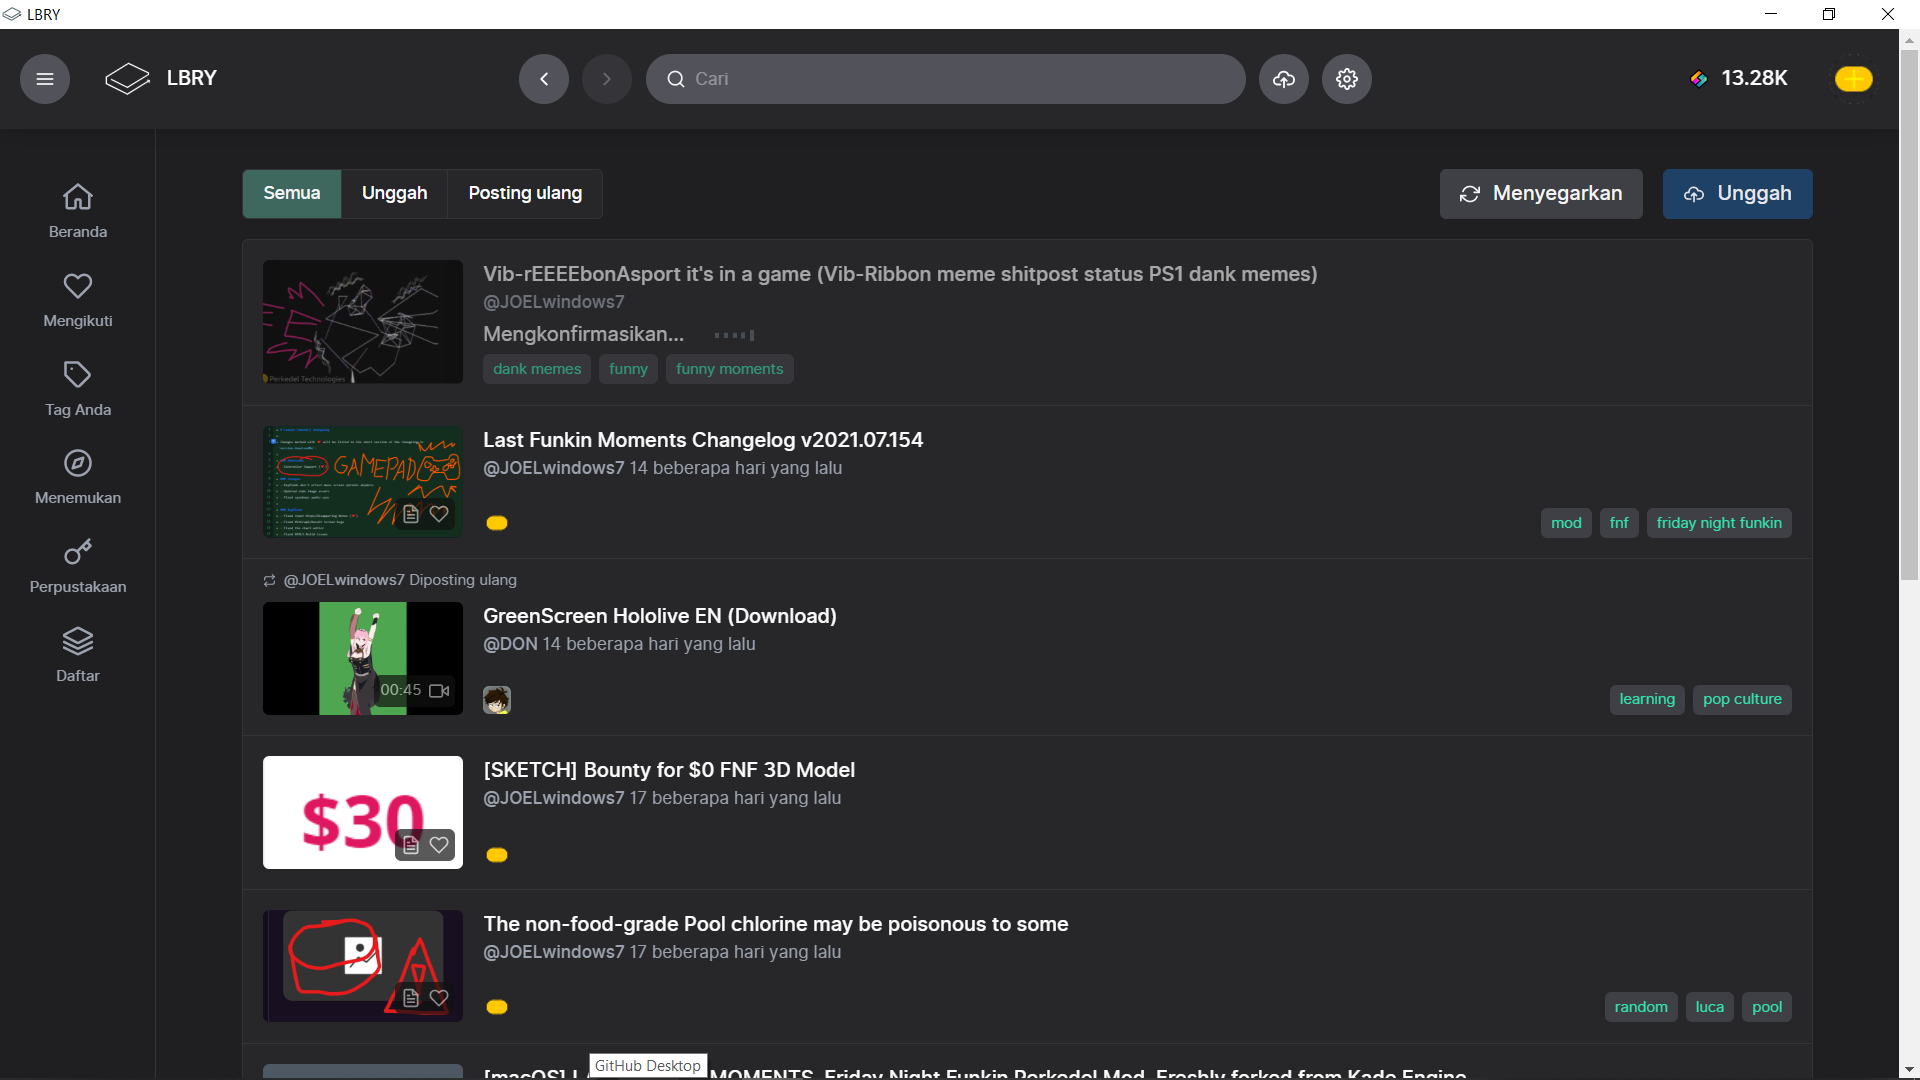 LBRY
LBRY
Cari
13.28K
Semua
Unggah
Posting ulang
Menyegarkan
Unggah
Beranda
Mengikuti
Tag Anda
Menemukan
Perpustakaan
Daftar
Vib-rEEEEbonAsport it's in a game (Vib-Ribbon meme shitpost status PS1 dank memes)
@JOELwindows7
Mengkonfirmasikan...
dank memes
funny
funny moments
Perkedel Technologies
Last Funkin Moments Changelog v2021.07.154
@JOELwindows7 14 beberapa hari yang lalu
GAMEPAD
mod
fnf
friday night funkin
@JOELwindows7 Diposting ulang
GreenScreen Hololive EN (Download)
@DON 14 beberapa hari yang lalu
00:45
learning
pop culture
[SKETCH] Bounty for $0 FNF 3D Model
@JOELwindows7 17 beberapa hari yang lalu
$30
The non-food-grade Pool chlorine may be poisonous to some
@JOELwindows7 17 beberapa hari yang lalu
random
luca
pool
GitHub Desktop
[macOS] MOMENTS. Friday Night Funkin Perkedel Mod. Freshly forked from Kade Engine